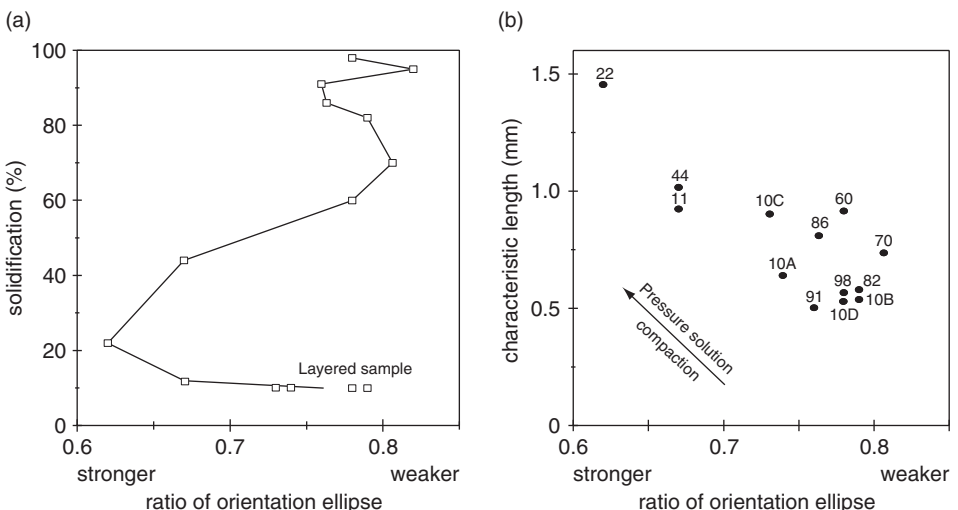 (a)
100
80
60
40
20
0
solidification (%)
Layered sample
0.6
0.7
0.8
stronger
weaker
ratio of orientation ellipse
(b)
1.5
1.0
0.5
0
characteristic length (mm)
22
44
11
10C
60
86
70
10A
98
82
91
10B
10D
Pressure solution
compaction
0.6
0.7
0.8
stronger
weaker
ratio of orientation ellipse